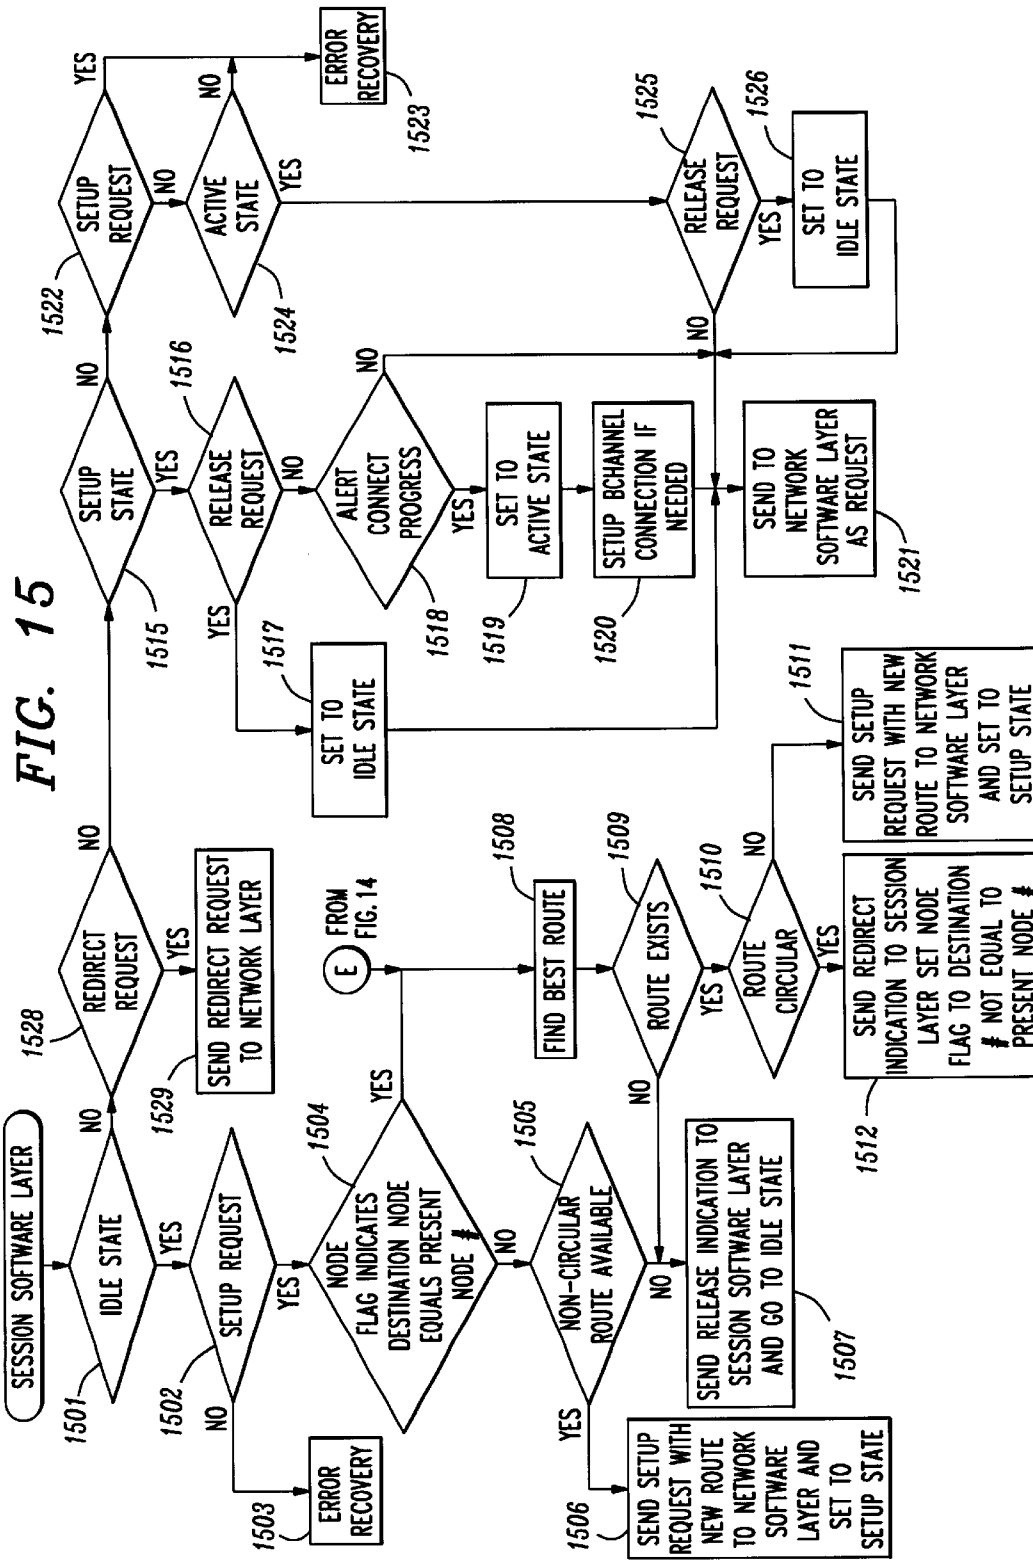 FIG. 15
SESSION SOFTWARE LAYER
IDLE STATE
1501
NO
YES
SETUP REQUEST
1502
NO
YES
ERROR
RECOVERY
1503
NODE
FLAG INDICATES
DESTINATION NODE
EQUALS PRESENT
NODE #
1504
YES
NO
NON-CIRCULAR
ROUTE AVAILABLE
1505
YES
NO
SEND SETUP
REQUEST WITH
NEW ROUTE
TO NETWORK
SOFTWARE
LAYER AND
SET TO
SETUP STATE
1506
SEND RELEASE INDICATION TO
SESSION SOFTWARE LAYER
AND GO TO IDLE STATE
1507
REDIRECT
REQUEST
1528
NO
YES
SEND REDIRECT REQUEST
TO NETWORK LAYER
1529
E
FROM
FIG.14
FIND BEST ROUTE
1508
ROUTE EXISTS
1509
NO
YES
ROUTE
CIRCULAR
1510
NO
YES
SEND REDIRECT
INDICATION TO SESSION
LAYER SET NODE
FLAG TO DESTINATION
# NOT EQUAL TO
PRESENT NODE #
1512
SEND SETUP
REQUEST WITH NEW
ROUTE TO NETWORK
SOFTWARE LAYER
AND SET TO
SETUP STATE
1511
SETUP
STATE
1515
NO
YES
RELEASE
REQUEST
1516
YES
NO
SET TO
IDLE STATE
1517
ALERT
CONNECT
PROGRESS
1518
NO
YES
SET TO
ACTIVE STATE
1519
SETUP BCHANNEL
CONNECTION IF
NEEDED
1520
SEND TO
NETWORK
SOFTWARE LAYER
AS REQUEST
1521
SETUP
REQUEST
1522
YES
NO
ACTIVE
STATE
1524
NO
YES
ERROR
RECOVERY
1523
RELEASE
REQUEST
1525
NO
YES
SET TO
IDLE STATE
1526